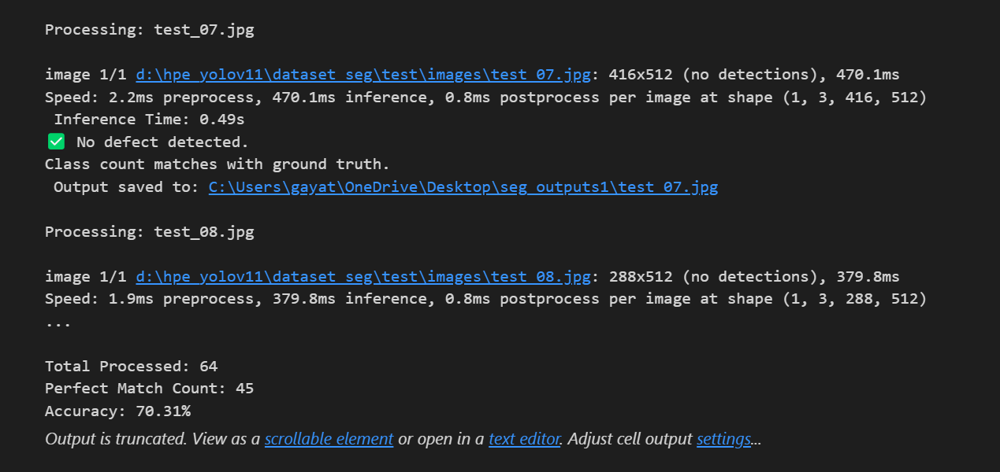 Processing: test_07.jpg
image 1/1 d:\hpe_yolov11\dataset_seg\test\images\test_07.jpg: 416x512 (no detections), 470.1ms
Speed: 2.2ms preprocess, 470.1ms inference, 0.8ms postprocess per image at shape (1, 3, 416, 512)
Inference Time: 0.49s
✅ No defect detected.
Class count matches with ground truth.
Output saved to: C:\Users\gayat\OneDrive\Desktop\seg_outputs1\test_07.jpg
Processing: test_08.jpg
image 1/1 d:\hpe_yolov11\dataset_seg\test\images\test_08.jpg: 288x512 (no detections), 379.8ms
Speed: 1.9ms preprocess, 379.8ms inference, 0.8ms postprocess per image at shape (1, 3, 288, 512)
...
Total Processed: 64
Perfect Match Count: 45
Accuracy: 70.31%
Output is truncated. View as a scrollable element or open in a text editor. Adjust cell output settings...